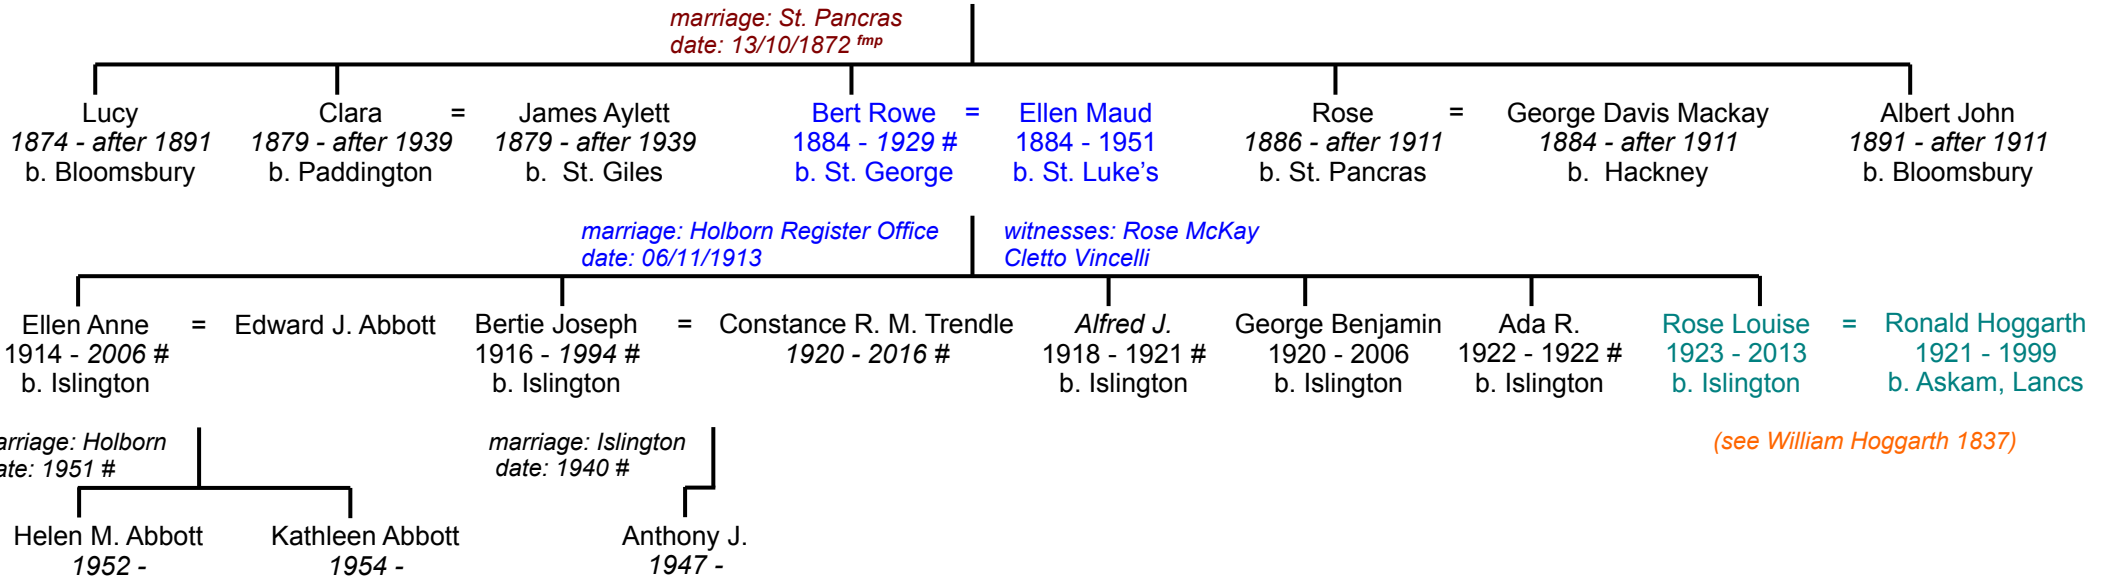 marriage: St. Pancras
date: 13/10/1872 fmp
Lucy
1874 - after 1891
b. Bloomsbury
Clara
1879 - after 1939
b. Paddington
=
James Aylett
1879 - after 1939
b. St. Giles
Bert Rowe
1884 - 1929 #
b. St. George
=
Ellen Maud
1884 - 1951
b. St. Luke’s
Rose
1886 - after 1911
b. St. Pancras
=
George Davis Mackay
1884 - after 1911
b. Hackney
Albert John
1891 - after 1911
b. Bloomsbury
marriage: Holborn Register Office
date: 06/11/1913
witnesses: Rose McKay
Cletto Vincelli
Ellen Anne
1914 - 2006 #
b. Islington
=
Edward J. Abbott
Bertie Joseph
1916 - 1994 #
b. Islington
=
Constance R. M. Trendle
1920 - 2016 #
Alfred J.
1918 - 1921 #
b. Islington
George Benjamin
1920 - 2006
b. Islington
Ada R.
1922 - 1922 #
b. Islington
Rose Louise
1923 - 2013
b. Islington
=
Ronald Hoggarth
1921 - 1999
b. Askam, Lancs
arriage: Holborn
ate: 1951 #
marriage: Islington
date: 1940 #
(see William Hoggarth 1837)
Helen M. Abbott
1952 -
Kathleen Abbott
1954 -
Anthony J.
1947 -